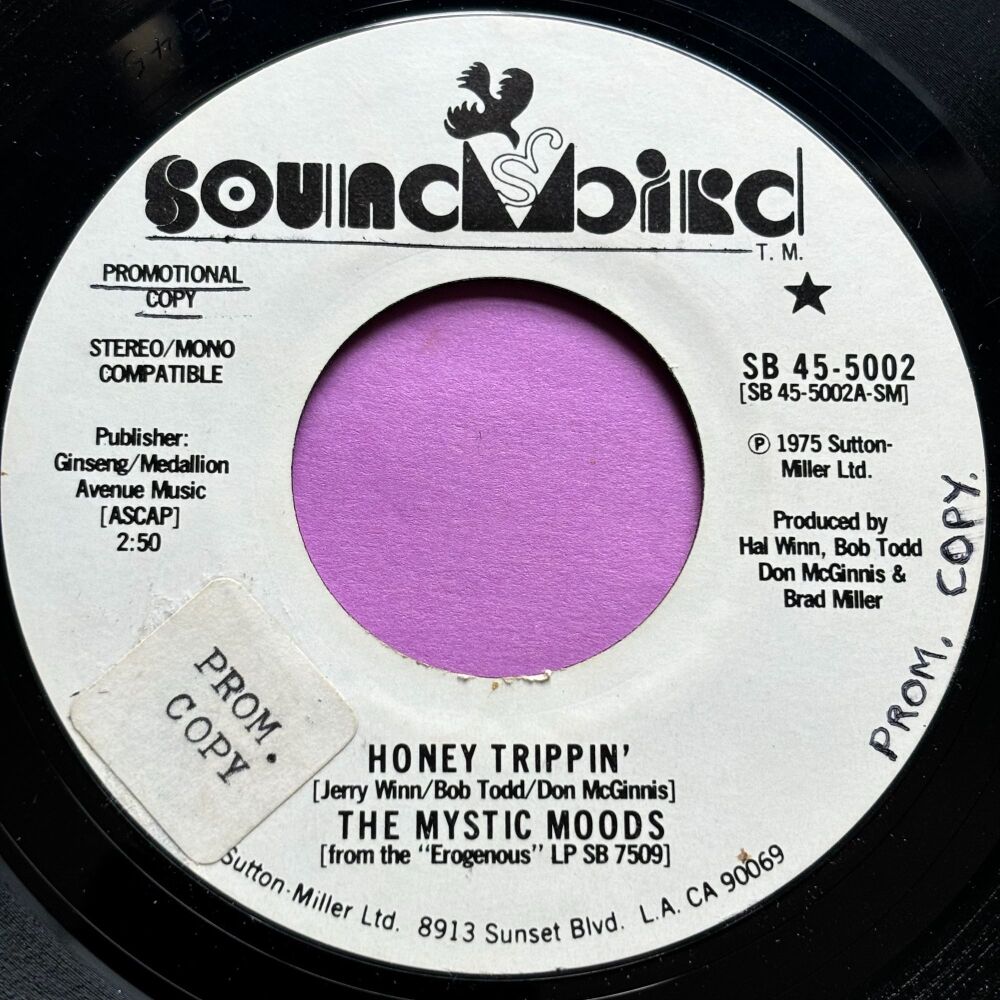 Soundbird
T. M.
PROMOTIONAL
COPY
STEREO/MONO
COMPATIBLE
Publisher:
Ginseng/Medallion
Avenue Music
[ASCAP]
2:50
SB 45-5002
[SB 45-5002A-SM]
Ⓟ 1975 Sutton-
Miller Ltd.
Produced by
Hal Winn, Bob Todd
Don McGinnis &
Brad Miller
PROM. COPY.
PROM.
COPY
HONEY TRIPPIN'
[Jerry Winn/Bob Todd/Don McGinnis]
THE MYSTIC MOODS
[from the "Erogenous" LP SB 7509]
Sutton-Miller Ltd. 8913 Sunset Blvd. L.A. CA 90069